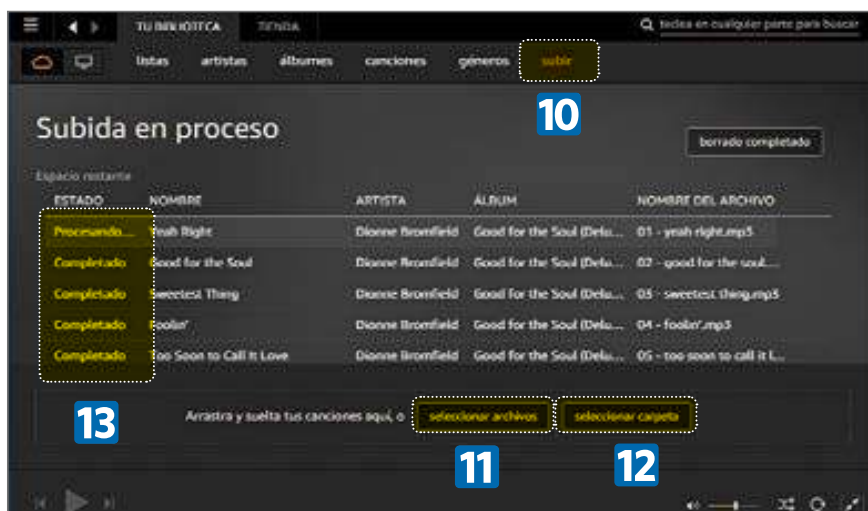 TU BIBLIOTECA TIENDA teclea en cualquier parte para buscar
listas artistas álbumes canciones géneros subir
10
Subida en proceso
borrado completado
Espacio restante
ESTADO NOMBRE ARTISTA ÁLBUM NOMBRE DEL ARCHIVO
Procesando... Yeah Right Dionne Bromfield Good for the Soul (Delu... 01 - yeah right.mp3
Completado Good for the Soul Dionne Bromfield Good for the Soul (Delu... 02 - good for the soul....
Completado Sweetest Thing Dionne Bromfield Good for the Soul (Delu... 03 - sweetest thing.mp3
Completado Foolin' Dionne Bromfield Good for the Soul (Delu... 04 - foolin'.mp3
Completado Too Soon to Call It Love Dionne Bromfield Good for the Soul (Delu... 05 - too soon to call it l...
13
Arrastra y suelta tus canciones aquí, o seleccionar archivos seleccionar carpeta
11 12